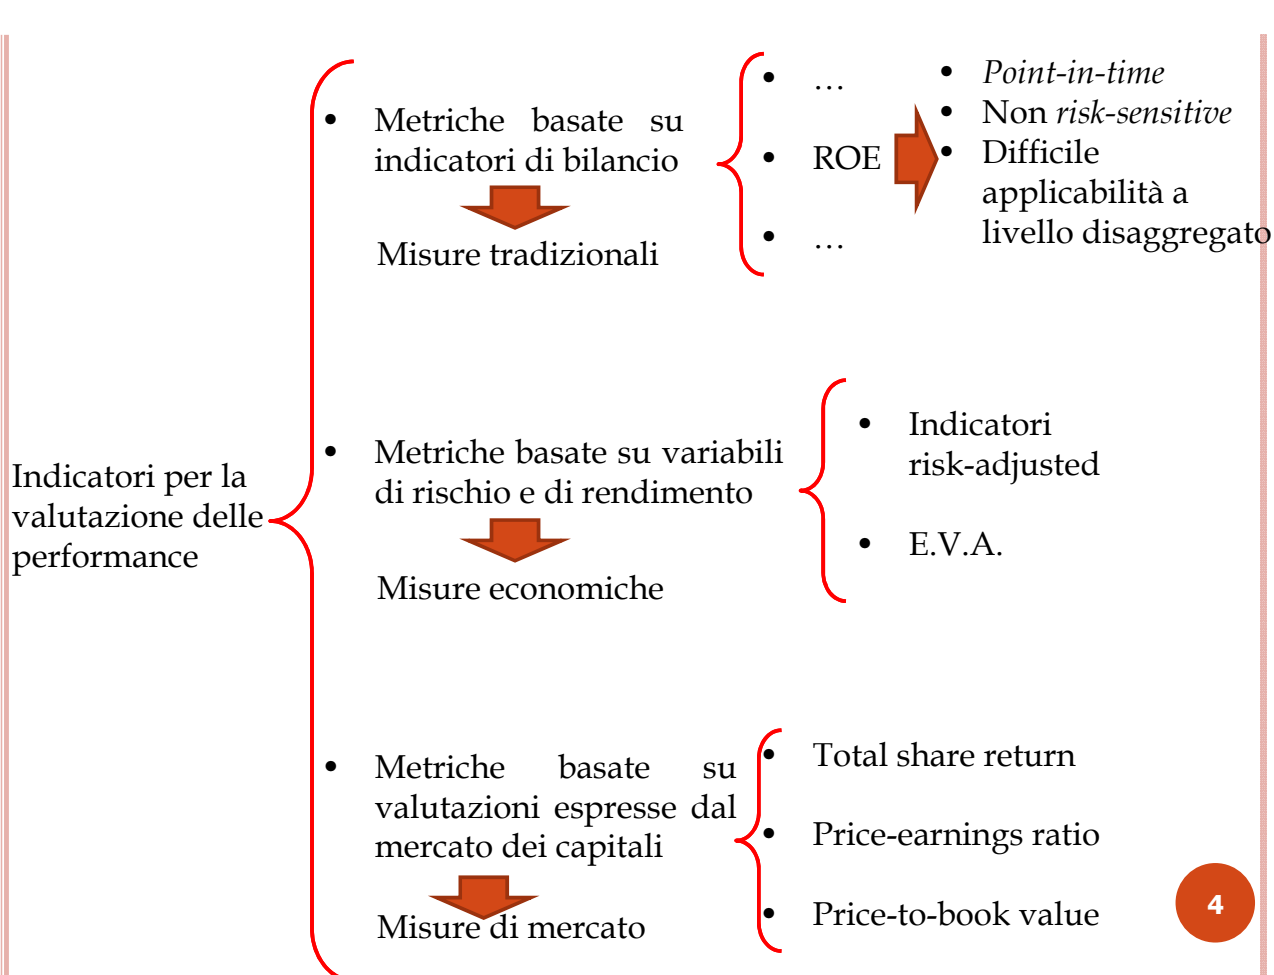 Indicatori per la
valutazione delle
performance
• Metriche basate su
indicatori di bilancio
Misure tradizionali
• …
• ROE
• …
• Point-in-time
• Non risk-sensitive
• Difficile
applicabilità a
livello disaggregato
• Metriche basate su variabili
di rischio e di rendimento
Misure economiche
• Indicatori
risk-adjusted
• E.V.A.
• Metriche basate su
valutazioni espresse dal
mercato dei capitali
Misure di mercato
• Total share return
• Price-earnings ratio
• Price-to-book value
4